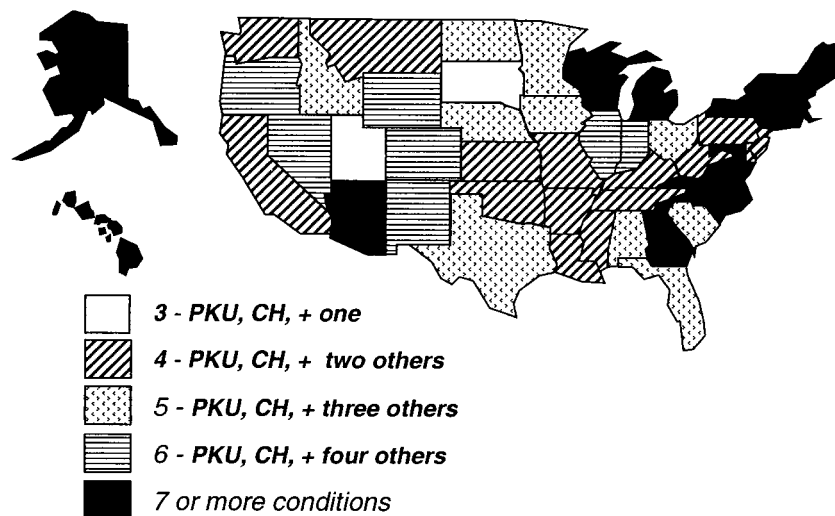 3 - PKU, CH, + one
4 - PKU, CH, + two others
5 - PKU, CH, + three others
6 - PKU, CH, + four others
7 or more conditions